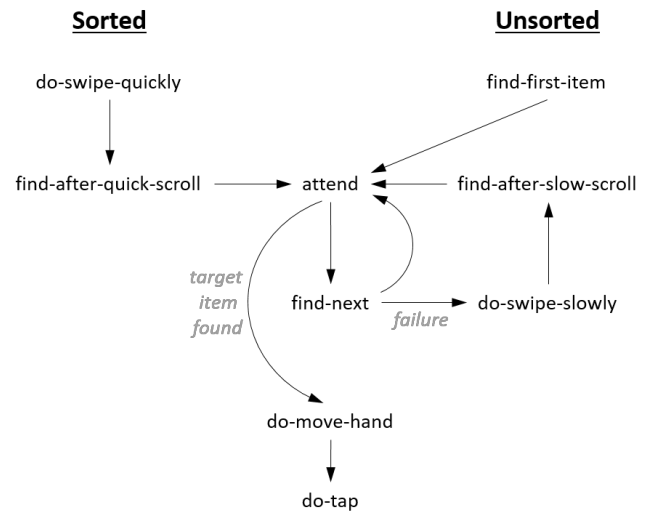 Sorted
Unsorted
do-swipe-quickly
find-first-item
find-after-quick-scroll
attend
find-after-slow-scroll
target
item
found
find-next
failure
do-swipe-slowly
do-move-hand
do-tap